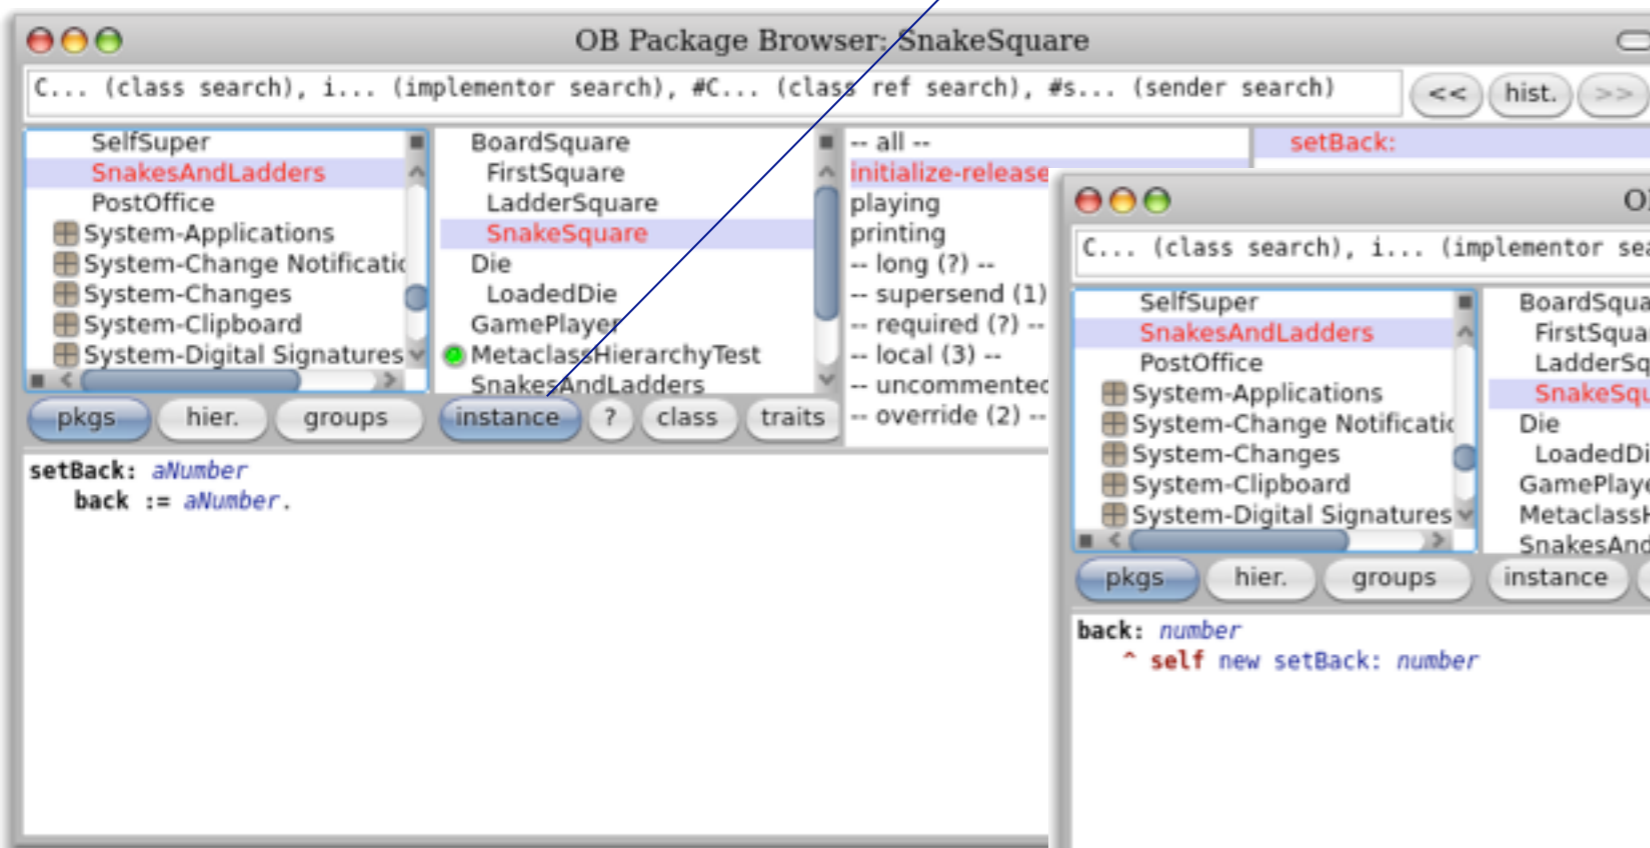 OB Package Browser: SnakeSquare
C... (class search), i... (implementor search), #C... (class ref search), #s... (sender search)
<< hist. >>
SelfSuper
SnakesAndLadders
PostOffice
System-Applications
System-Change Notificatic
System-Changes
System-Clipboard
System-Digital Signatures
BoardSquare
FirstSquare
LadderSquare
SnakeSquare
Die
LoadedDie
GamePlayer
MetaclassHierarchyTest
SnakesAndLadders
-- all --
initialize-release
playing
printing
-- long (?) --
-- supersend (1)
-- required (?) --
-- local (3) --
-- uncommented
-- override (2) --
setBack:
pkgs hier. groups instance ? class traits
setBack: aNumber
back := aNumber.
C... (class search), i... (implementor sea
SelfSuper
SnakesAndLadders
PostOffice
System-Applications
System-Change Notificatic
System-Changes
System-Clipboard
System-Digital Signatures
BoardSqua
FirstSqua
LadderSq
SnakeSqu
Die
LoadedDi
GamePlaye
MetaclassH
SnakesAnd
pkgs hier. groups instance
back: number
^ self new setBack: number